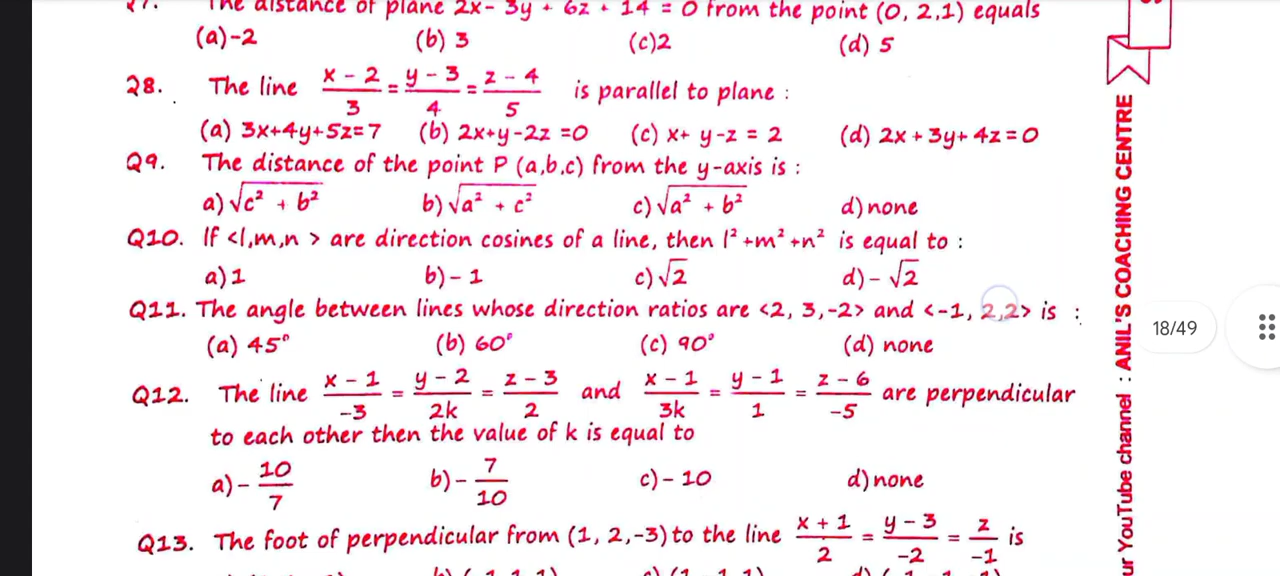 The distance of plane 2x- 3y + 6z + 14 = 0 from the point (0, 2,1) equals
(a)-2 (b) 3 (c)2 (d) 5
Q8. The line x - 2/3 = y - 3/4 = z - 4/5 is parallel to plane :
(a) 3x+4y+5z=7 (b) 2x+y-2z =0 (c) x+ y-z = 2 (d) 2x + 3y+ 4z = 0
Q9. The distance of the point P (a,b,c) from the y-axis is :
a) √c² + b² b) √a² + c² c) √a² + b² d) none
Q10. If <l,m,n > are direction cosines of a line, then l² +m² +n² is equal to :
a) 1 b) - 1 c) √2 d) - √2
Q11. The angle between lines whose direction ratios are <2, 3,-2> and <-1, 2,2> is :
(a) 45° (b) 60° (c) 90° (d) none
Q12. The line x - 1/-3 = y - 2/2k = z - 3/2 and x - 1/3k = y - 1/1 = z - 6/-5 are perpendicular
to each other then the value of k is equal to
a) - 10/7 b) - 7/10 c) - 10 d) none
Q13. The foot of perpendicular from (1, 2,-3) to the line x + 1/2 = y - 3/-2 = z/-1 is
ur YouTube channel : ANIL'S COACHING CENTRE
18/49